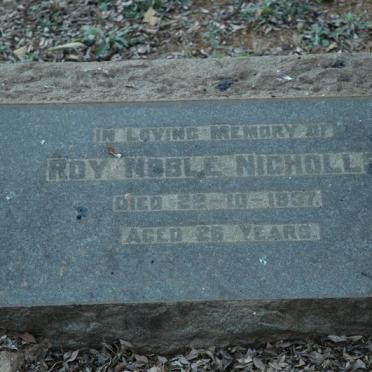 IN LOVING MEMORY OF
ROY NOBLE NICHOLL
DIED 22-10-1937.
AGED 26 YEARS.